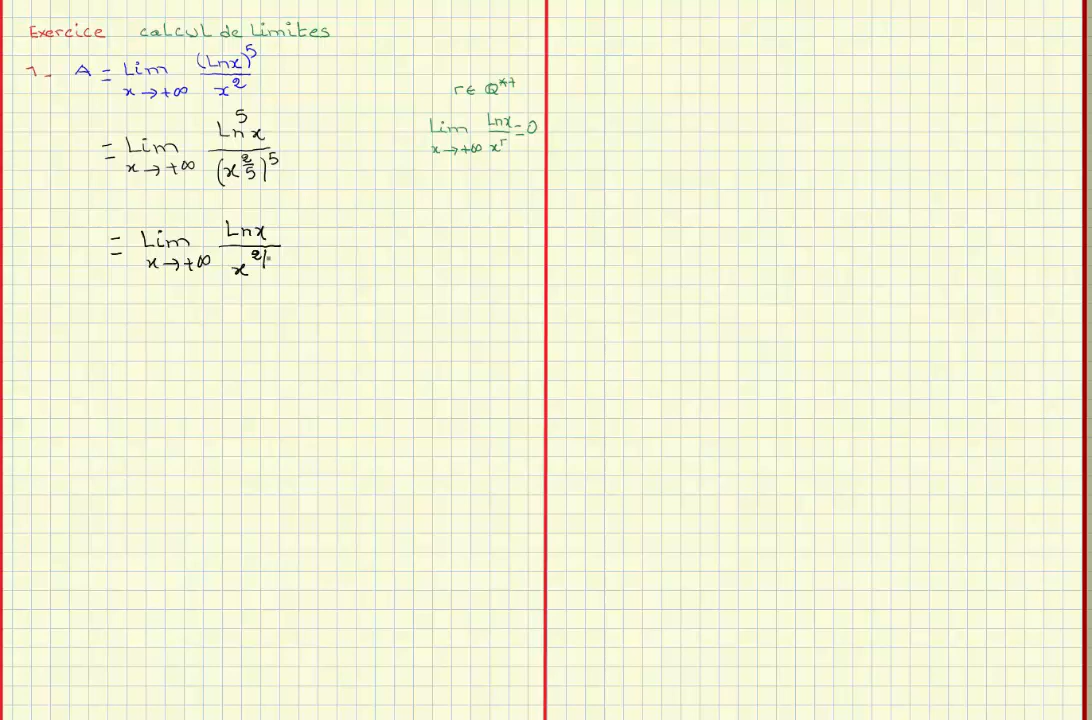 Exercice calcul de Limites
1- A = Lim x→+∞ (Lnx)^5 / x^2
= Lim x→+∞ Ln^5 x / (x^(2/5))^5
= Lim x→+∞ Lnx / x^2/
r ∈ Q*+
Lim x→+∞ Lnx / x^r = 0